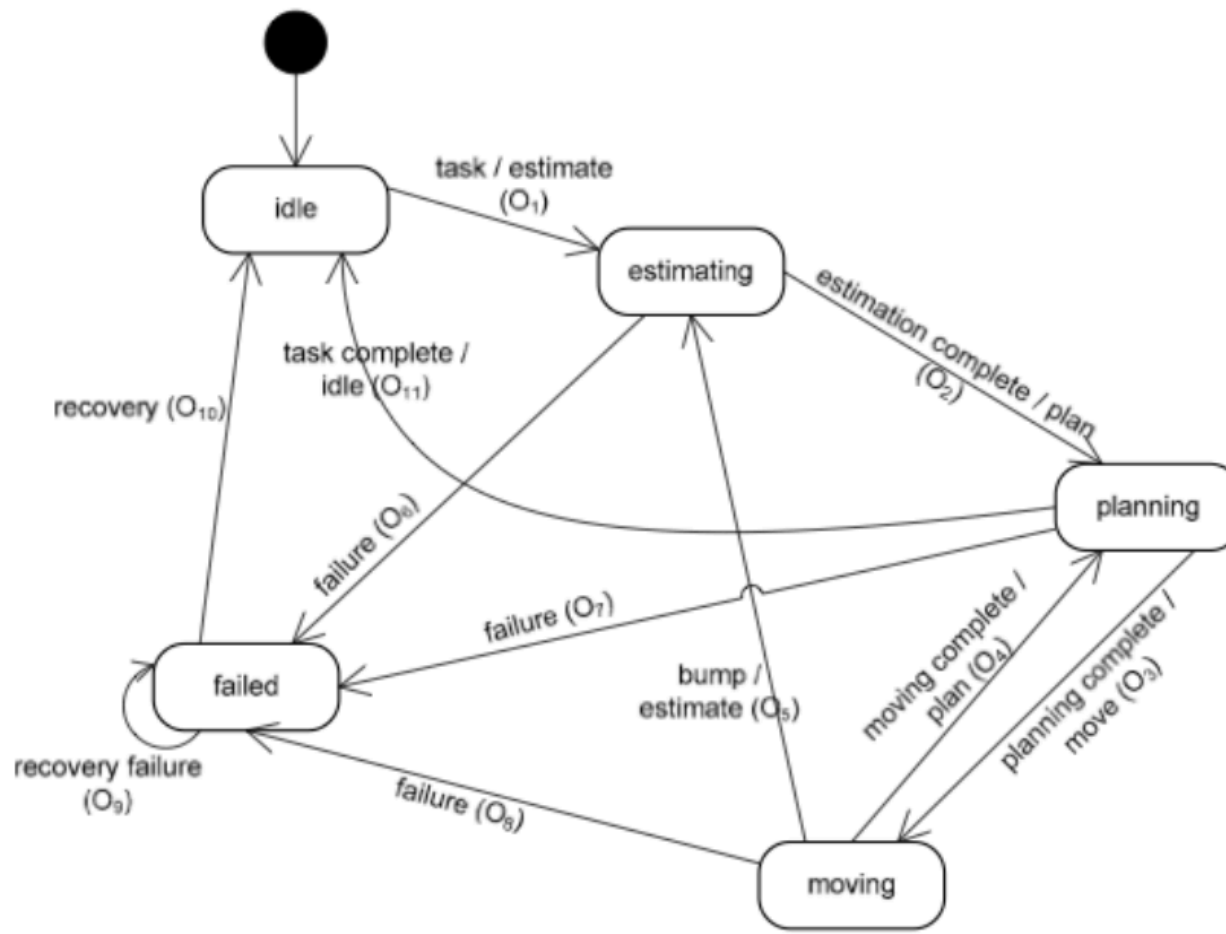 idle
task / estimate
(O₁)
estimating
estimation complete / plan
(O₂)
task complete /
idle (O₁₁)
recovery (O₁₀)
planning
failure (O₆)
failure (O₇)
moving complete /
plan (O₄)
planning complete /
move (O₃)
failed
bump /
estimate (O₅)
recovery failure
(O₉)
failure (O₈)
moving